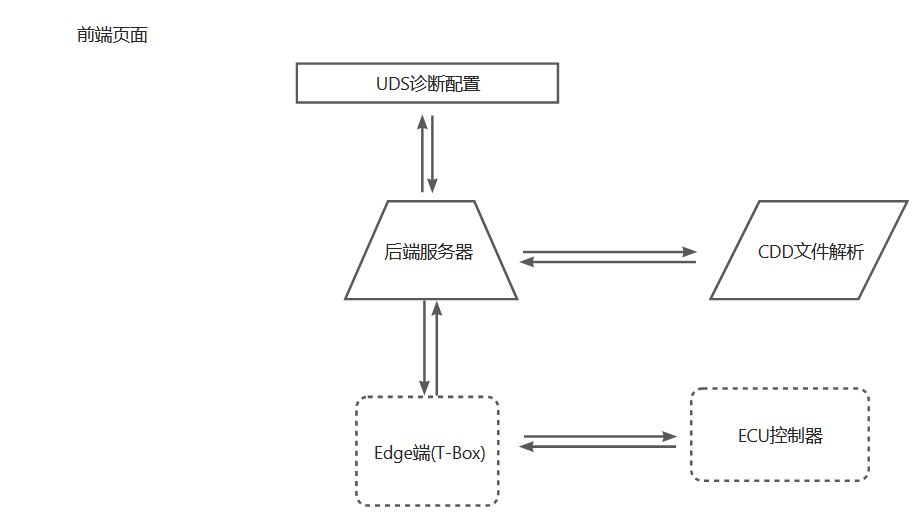 前端页面
UDS诊断配置
后端服务器
CDD文件解析
Edge端(T-Box)
ECU控制器